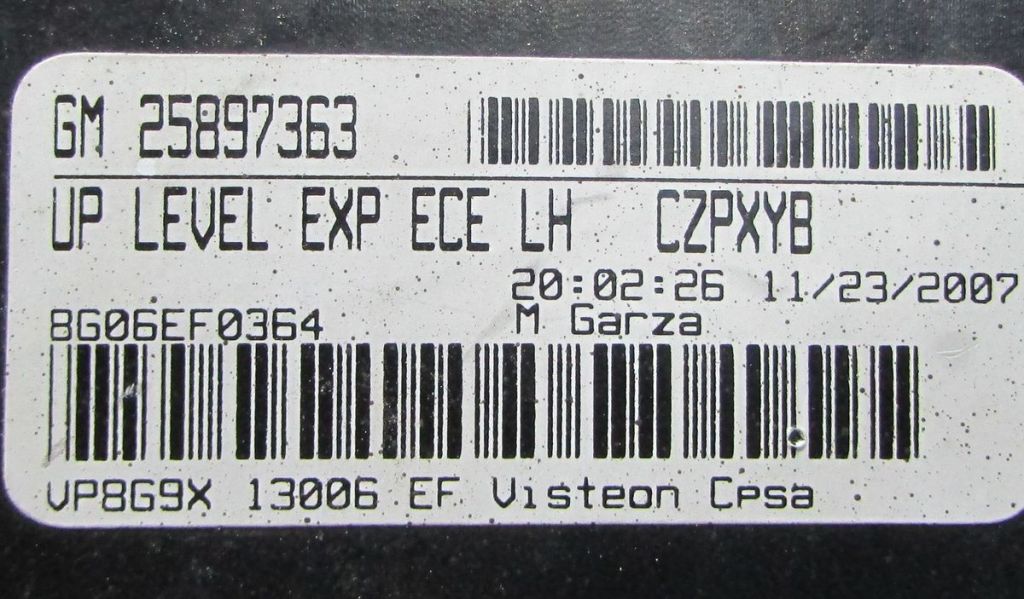 GM 25897363
UP LEVEL EXP ECE LH CZPXYB
20:02:26 11/23/2007
8G06EF0364 M Garza
VP8G9X 13006 EF Visteon Cpsa